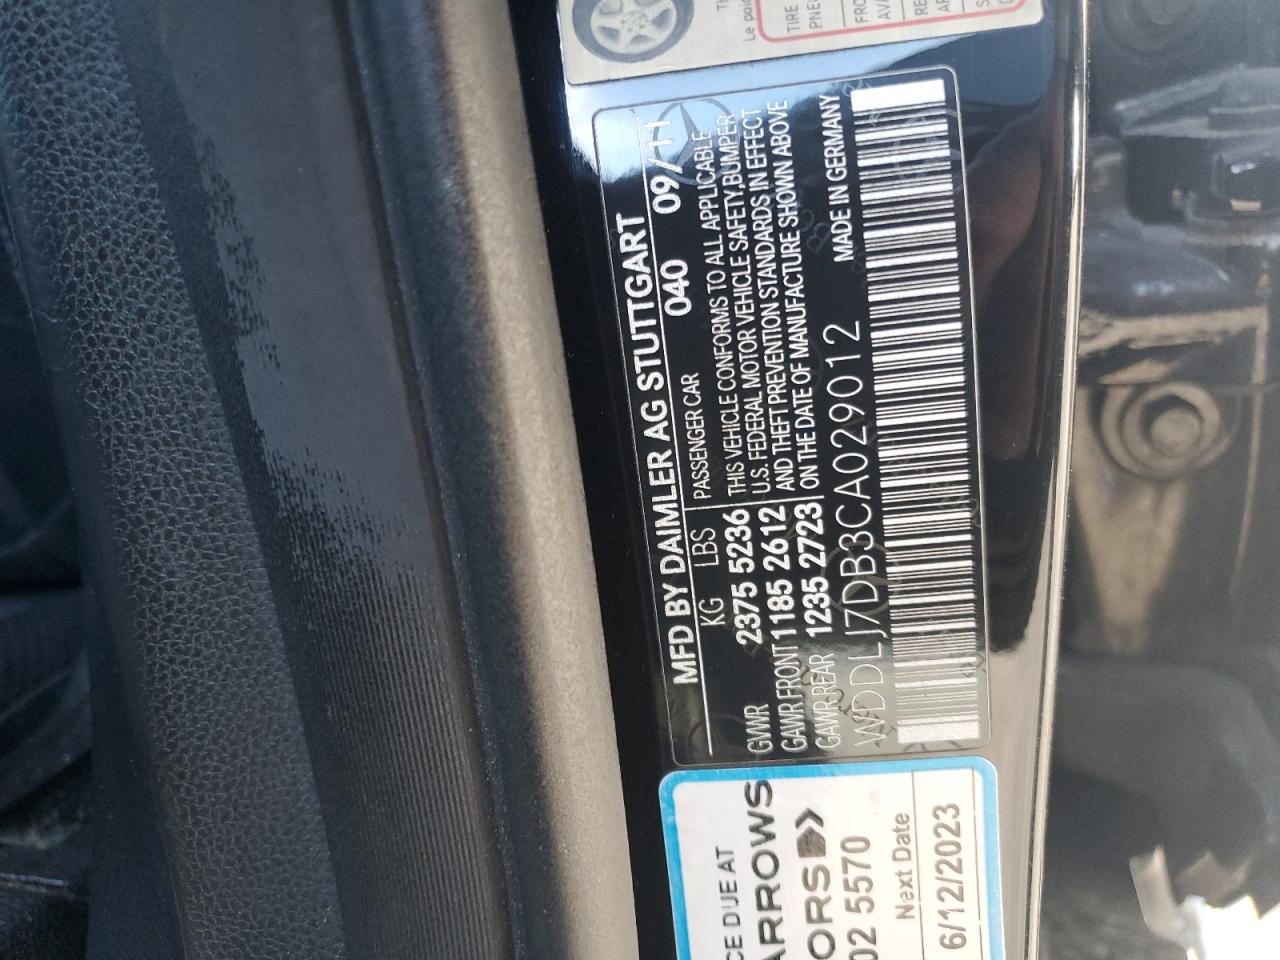 MFD BY DAIMLER AG STUTTGART
040 09/11
KG LBS
PASSENGER CAR
GVWR 2375 5236
GAWR FRONT 1185 2612
GAWR-REAR 1235 2723
THIS VEHICLE CONFORMS TO ALL APPLICABLE
U.S. FEDERAL MOTOR VEHICLE SAFETY,BUMPER
AND THEFT PREVENTION STANDARDS IN EFFECT
ON THE DATE OF MANUFACTURE SHOWN ABOVE
WDDLJ7DB3CA029012 MADE IN GERMANY
DUE AT
02 5570
Next Date
6/12/2023
Le
TIRE